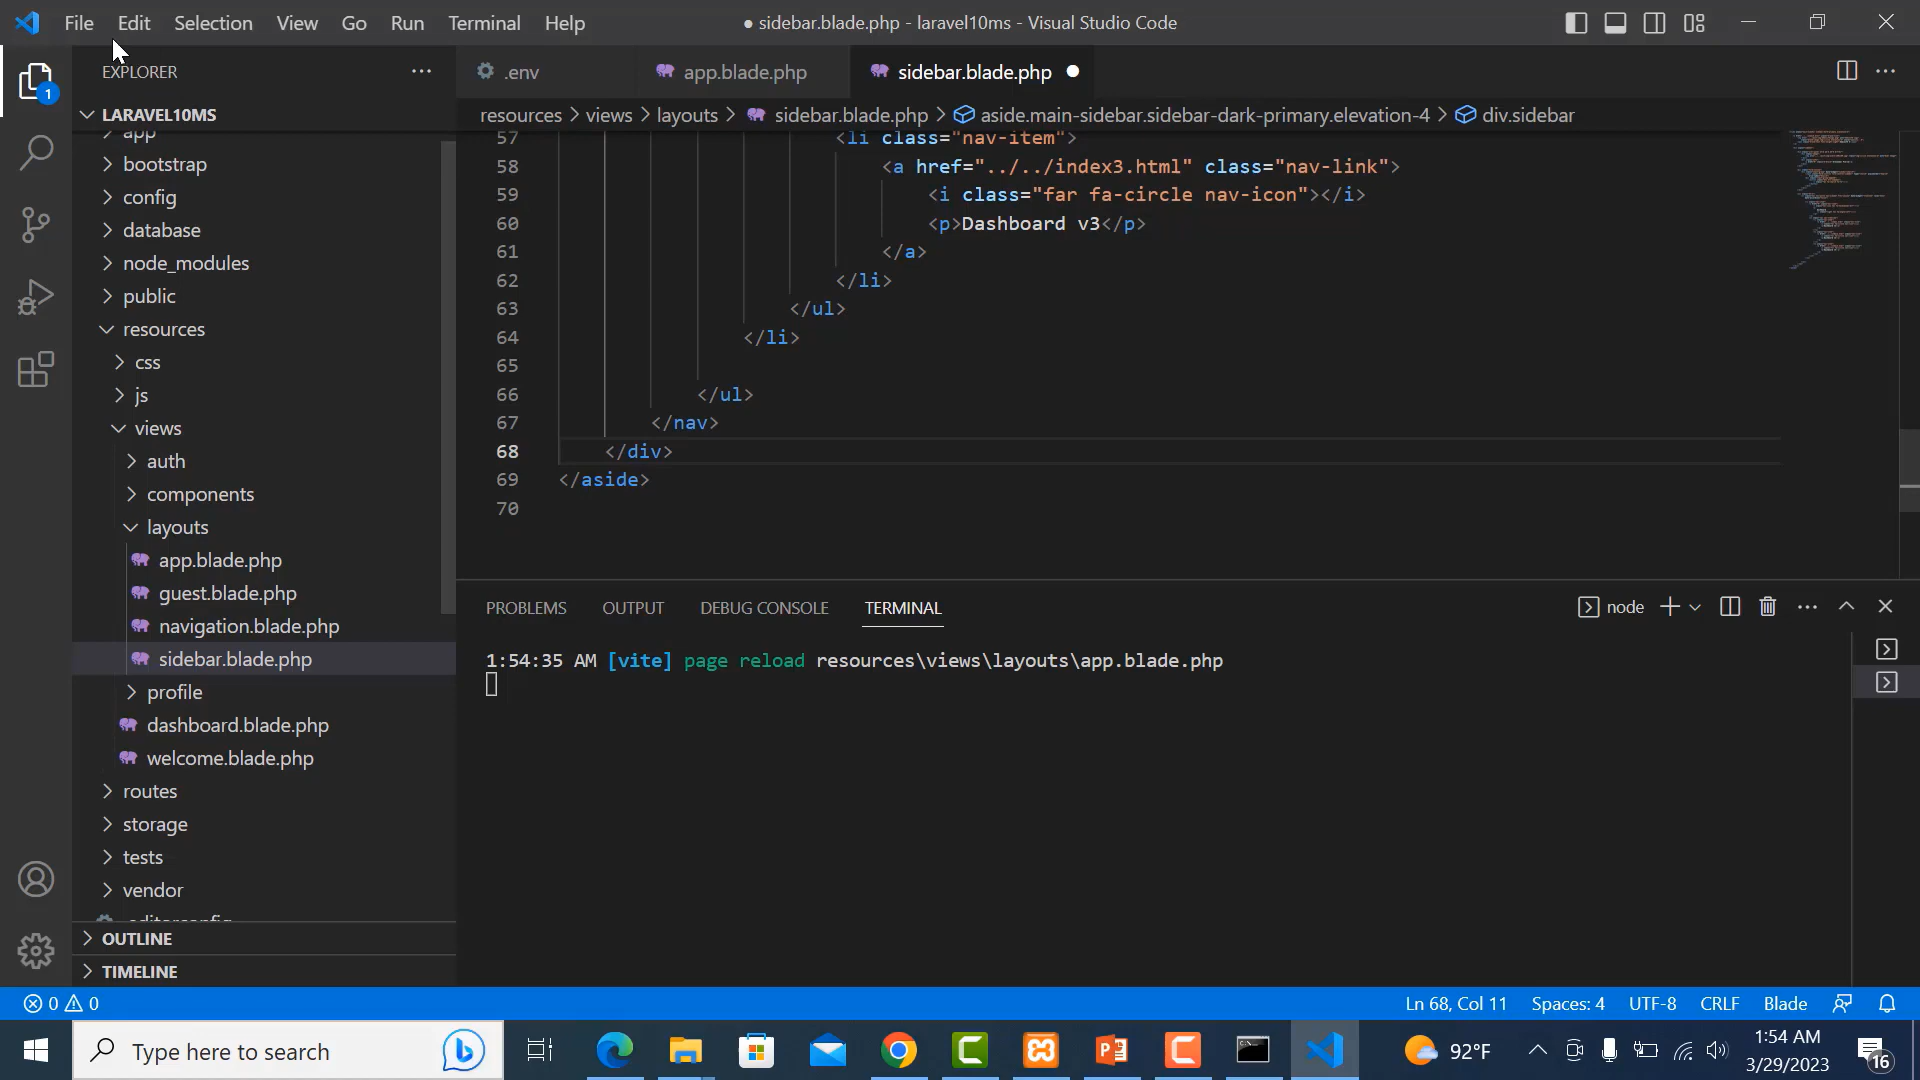 File Edit Selection View Go Run Terminal Help
● sidebar.blade.php - laravel10ms - Visual Studio Code
EXPLORER
1
LARAVEL10MS
app
bootstrap
config
database
node_modules
public
resources
css
js
views
auth
components
layouts
app.blade.php
guest.blade.php
navigation.blade.php
sidebar.blade.php
profile
dashboard.blade.php
welcome.blade.php
routes
storage
tests
vendor
.editorconfig
OUTLINE
TIMELINE
.env app.blade.php sidebar.blade.php
resources > views > layouts > sidebar.blade.php > aside.main-sidebar.sidebar-dark-primary.elevation-4 > div.sidebar
57 <li class="nav-item">
58 <a href="../../index3.html" class="nav-link">
59 <i class="far fa-circle nav-icon"></i>
60 <p>Dashboard v3</p>
61 </a>
62 </li>
63 </ul>
64 </li>
65
66 </ul>
67 </nav>
68 </div>
69 </aside>
70
PROBLEMS OUTPUT DEBUG CONSOLE TERMINAL
node
1:54:35 AM [vite] page reload resources\views\layouts\app.blade.php
0 0
Ln 68, Col 11 Spaces: 4 UTF-8 CRLF Blade
Type here to search
92°F
1:54 AM
3/29/2023
16